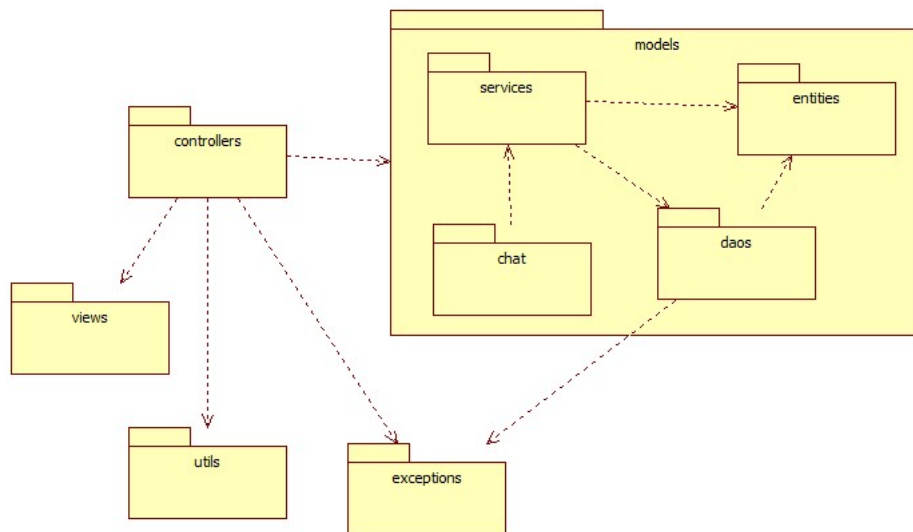 models
services
entities
controllers
chat
daos
views
utils
exceptions